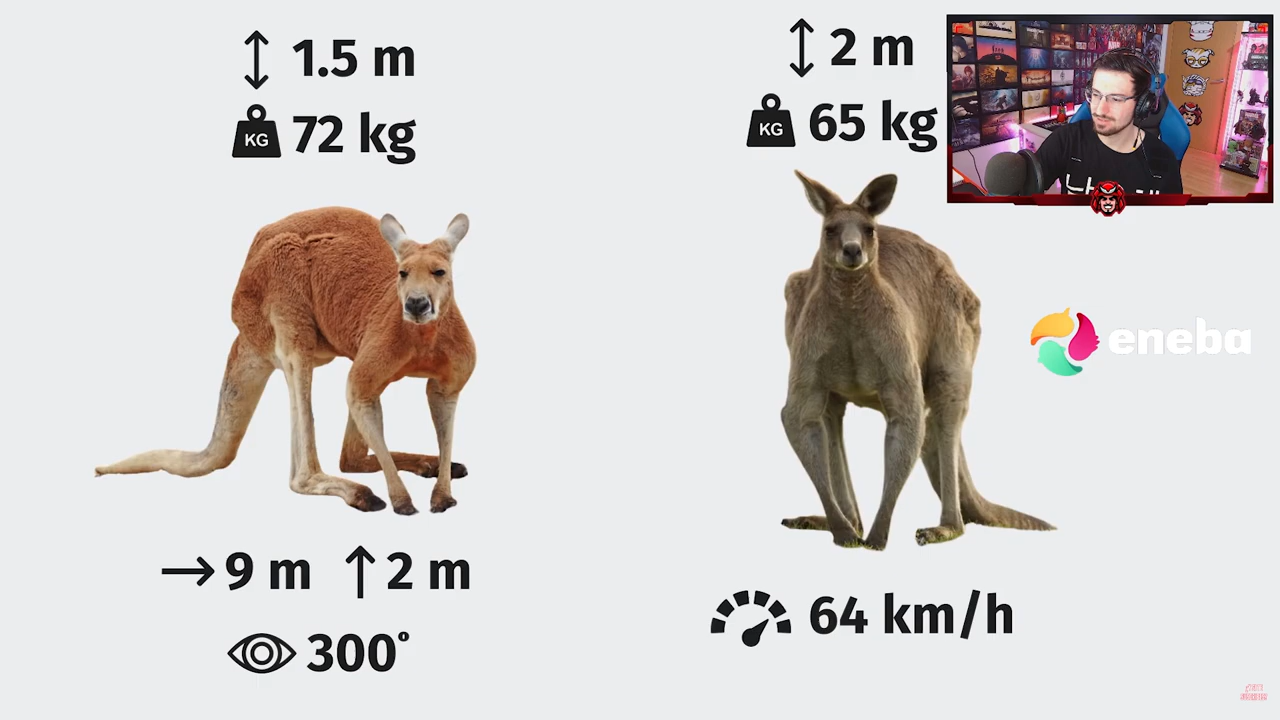 1.5 m
KG 72 kg
2 m
KG 65 kg
eneba
9 m 2 m
300°
64 km/h